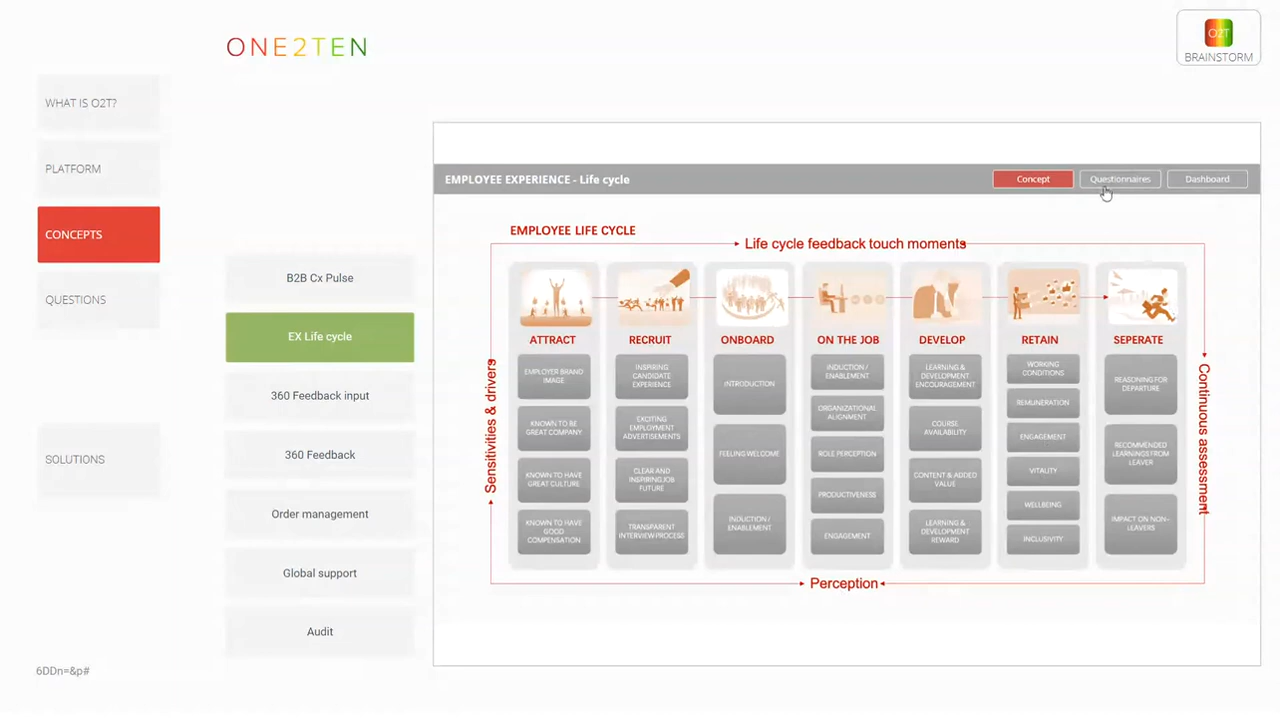 ONE2TEN
O2T
BRAINSTORM
WHAT IS O2T?
PLATFORM
CONCEPTS
QUESTIONS
SOLUTIONS
6DDn=&p#
B2B Cx Pulse
EX Life cycle
360 Feedback input
360 Feedback
Order management
Global support
Audit
EMPLOYEE EXPERIENCE - Life cycle
Concept
Questionnaires
Dashboard
EMPLOYEE LIFE CYCLE
Life cycle feedback touch moments
Sensitivities & drivers
ATTRACT
EMPLOYER BRAND
IMAGE
KNOWN TO BE
GREAT COMPANY
KNOWN TO HAVE
GREAT CULTURE
KNOWN TO HAVE
GOOD
COMPENSATION
RECRUIT
INSPIRING
CANDIDATE
EXPERIENCE
EXCITING
EMPLOYMENT
ADVERTISEMENTS
CLEAR AND
INSPIRING JOB
FUTURE
TRANSPARENT
INTERVIEW PROCESS
ONBOARD
INTRODUCTION
FEELING WELCOME
INDUCTION /
ENABLEMENT
ON THE JOB
INDUCTION /
ENABLEMENT
ORGANIZATIONAL
ALIGNMENT
ROLE PERCEPTION
PRODUCTIVENESS
ENGAGEMENT
DEVELOP
LEARNING &
DEVELOPMENT
ENCOURAGEMENT
COURSE
AVAILABILITY
CONTENT & ADDED
VALUE
LEARNING &
DEVELOPMENT
REWARD
RETAIN
WORKING
CONDITIONS
REMUNERATION
ENGAGEMENT
VITALITY
WELLBEING
INCLUSIVITY
SEPERATE
REASONING FOR
DEPARTURE
RECOMMENDED
LEARNINGS FROM
LEAVER
IMPACT ON NON-
LEAVERS
Continuous assessment
Perception